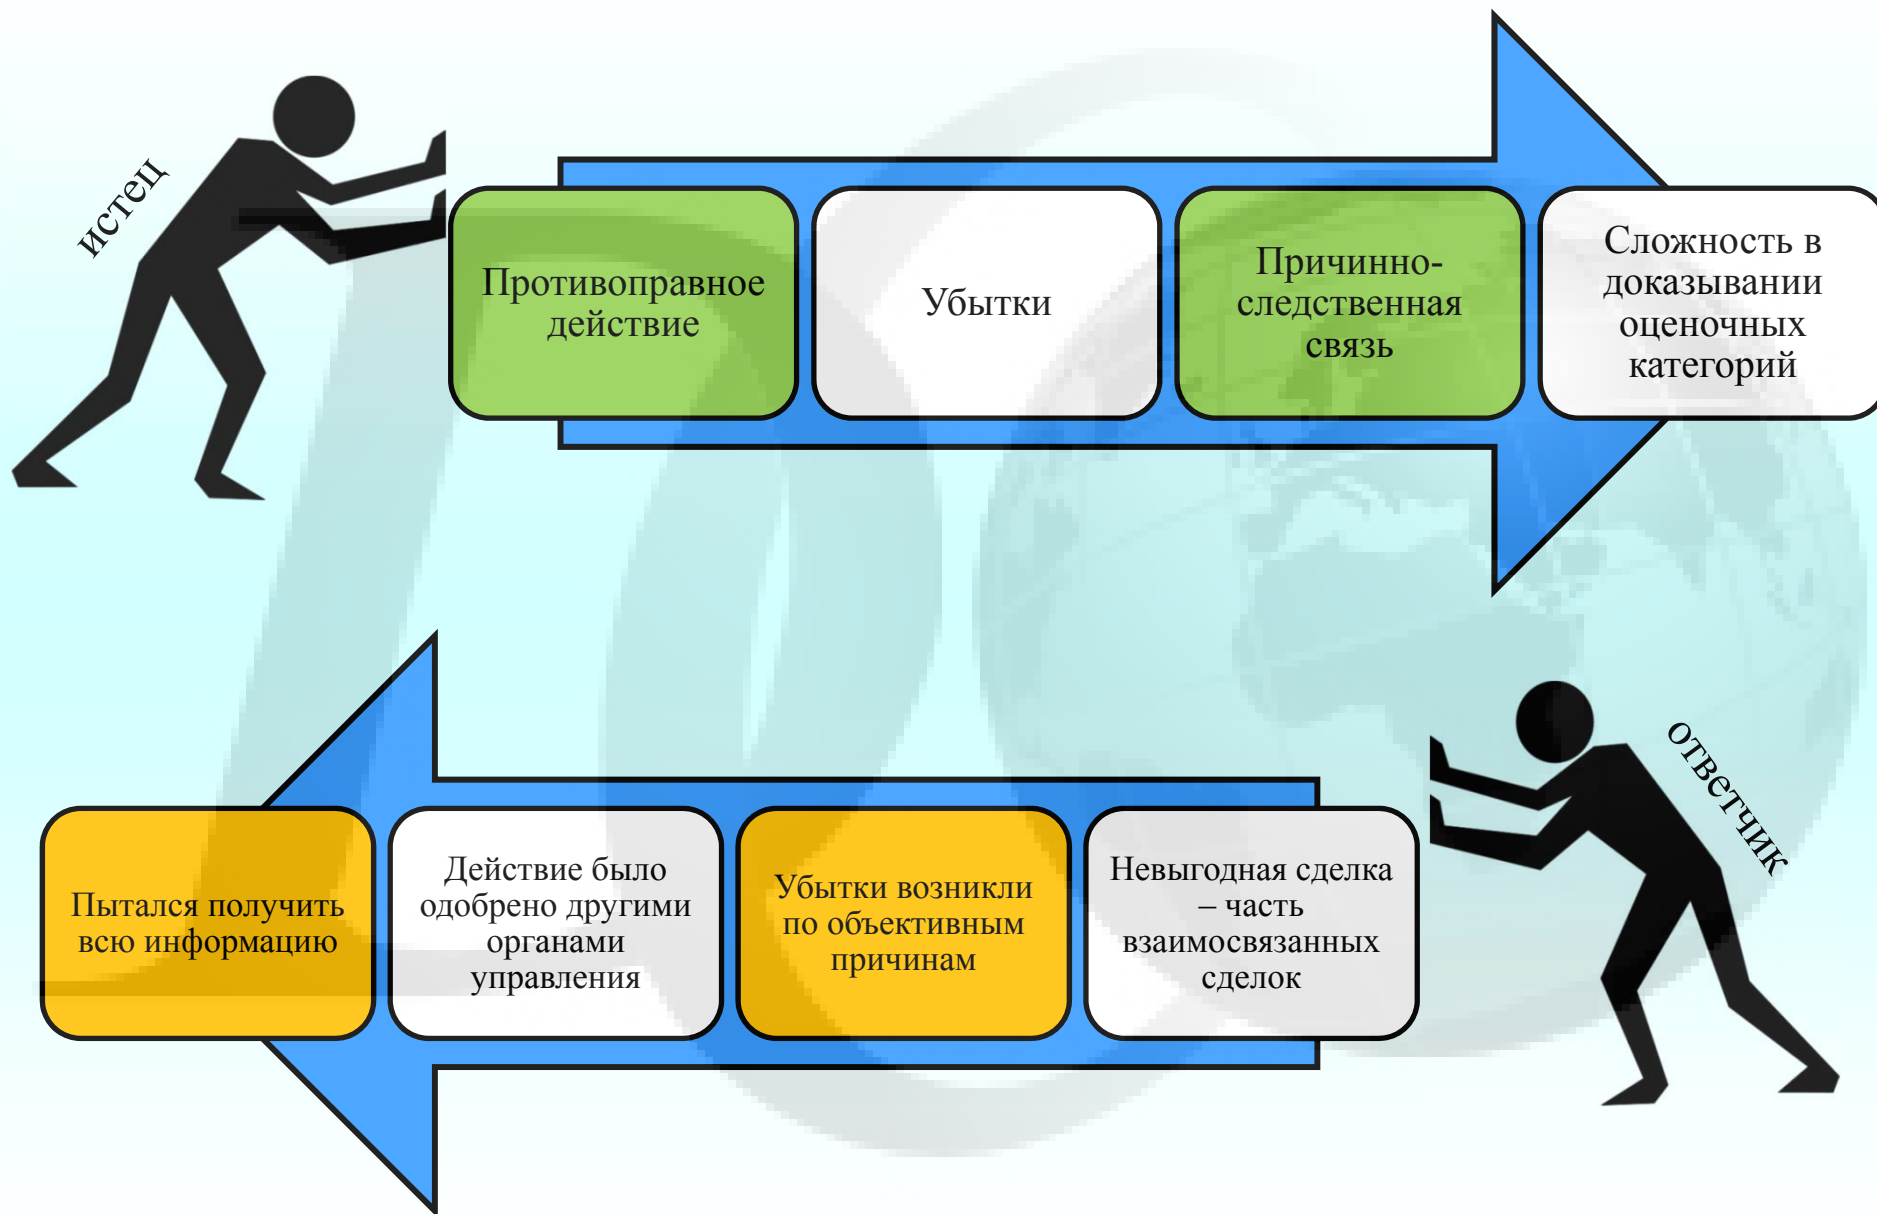 истец
Противоправное
действие
Убытки
Причинно-
следственная
связь
Сложность в
доказывании
оценочных
категорий
ответчик
Пытался получить
всю информацию
Действие было
одобрено другими
органами
управления
Убытки возникли
по объективным
причинам
Невыгодная сделка
– часть
взаимосвязанных
сделок